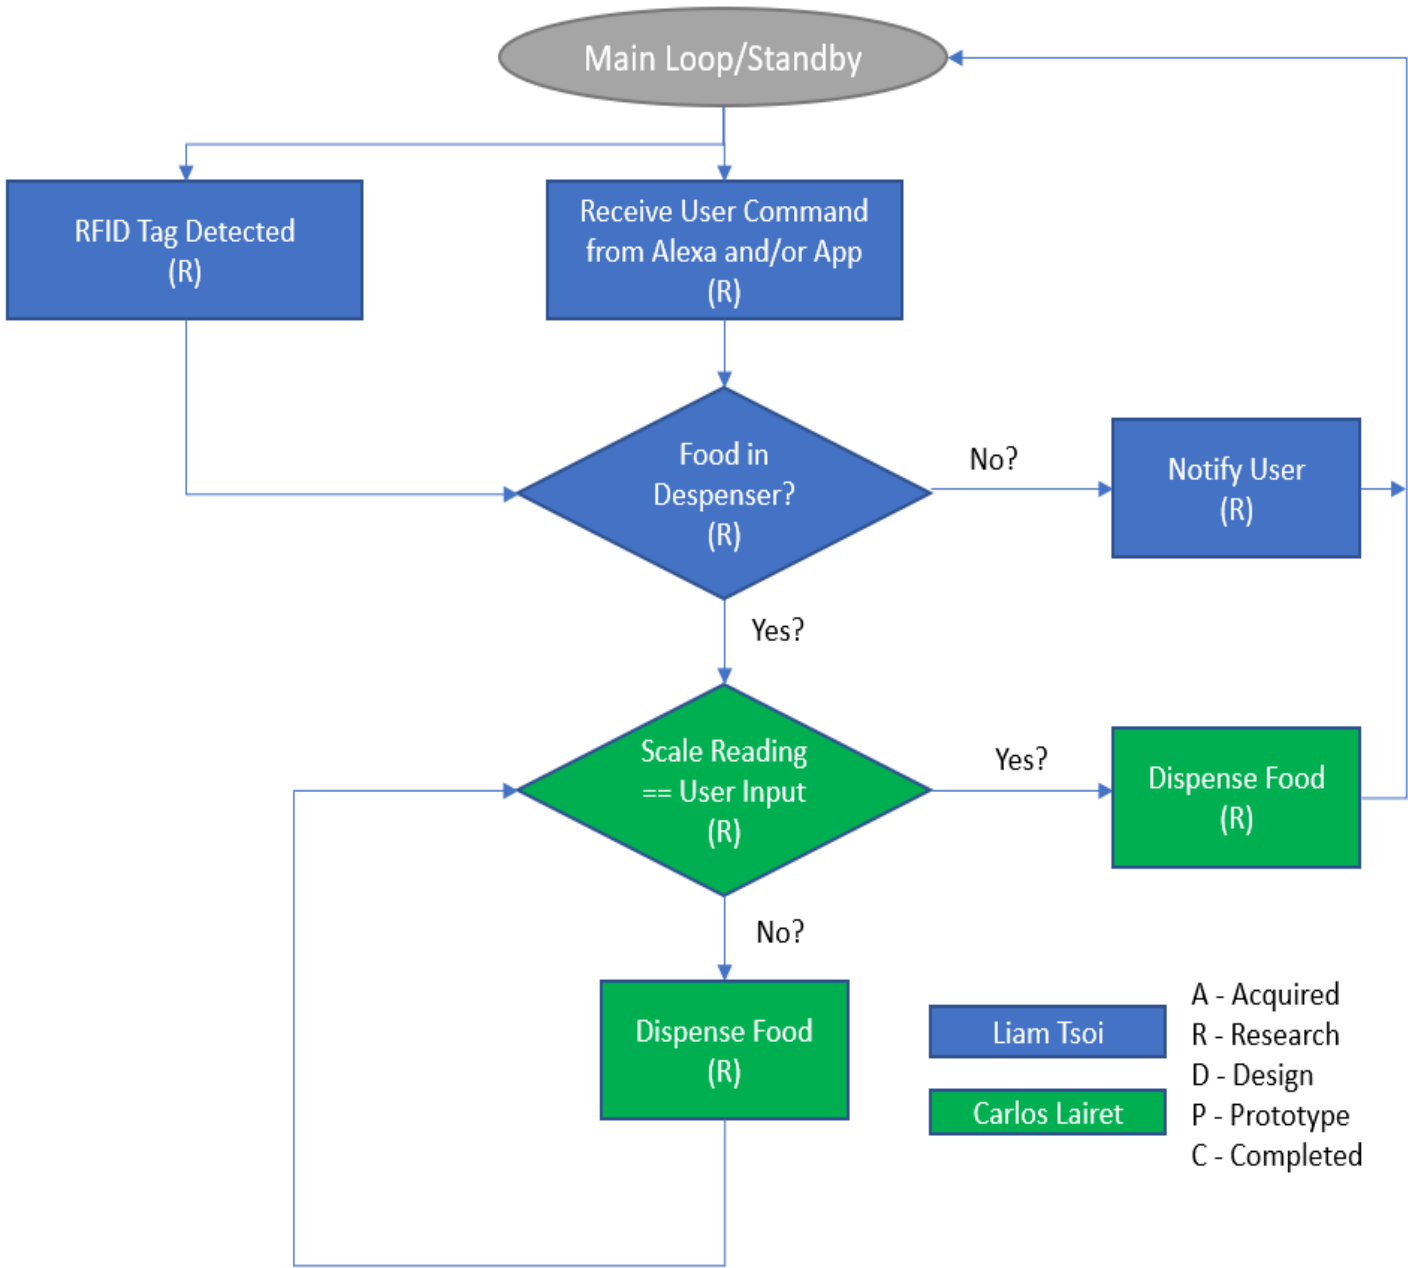 Main Loop/Standby
RFID Tag Detected
(R)
Receive User Command
from Alexa and/or App
(R)
Food in
Despenser?
(R)
No?
Notify User
(R)
Yes?
Scale Reading
== User Input
(R)
Yes?
Dispense Food
(R)
No?
Dispense Food
(R)
Liam Tsoi
Carlos Lairet
A - Acquired
R - Research
D - Design
P - Prototype
C - Completed